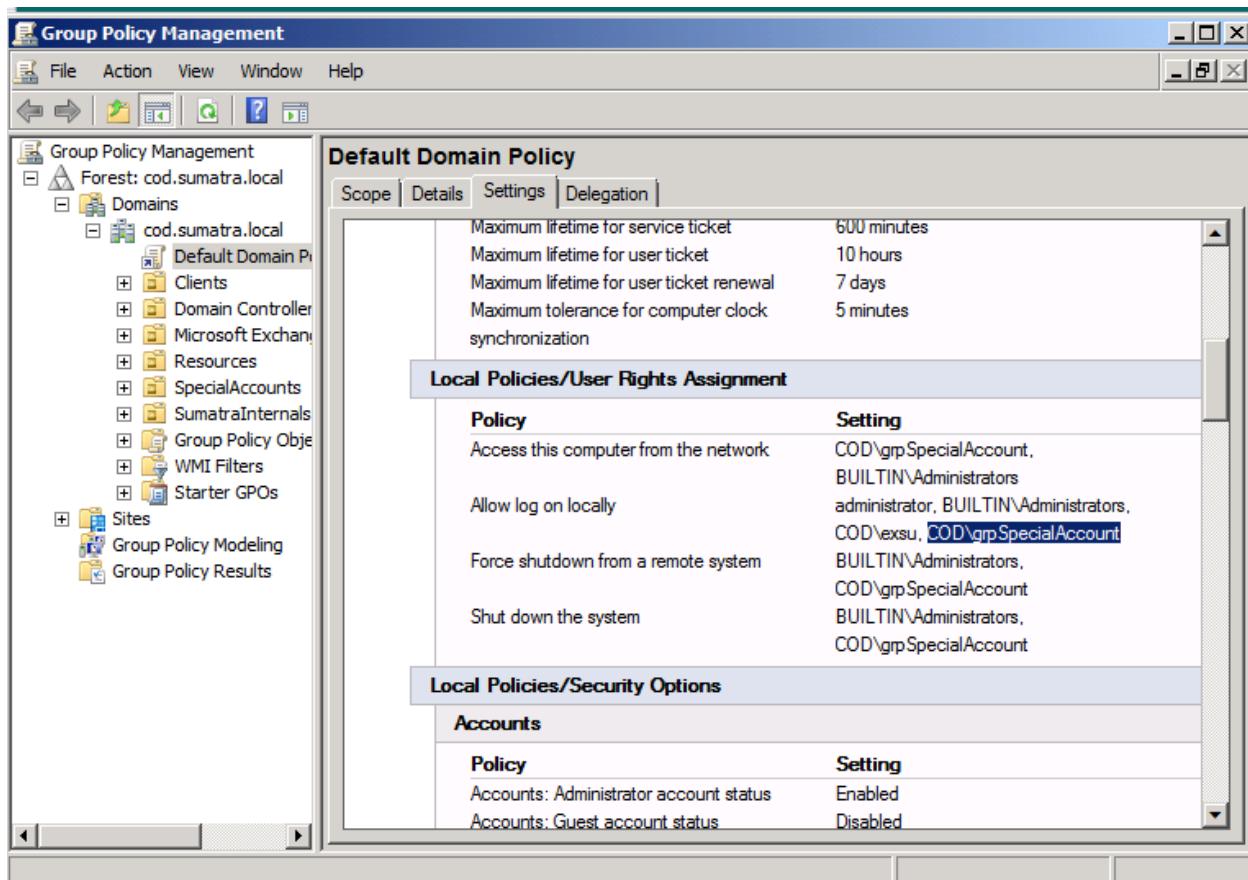 Group Policy Management
File Action View Window Help
Group Policy Management
Forest: cod.sumatra.local
Domains
cod.sumatra.local
Default Domain P
Clients
Domain Controller
Microsoft Exchan
Resources
SpecialAccounts
SumatraInternals
Group Policy Obje
WMI Filters
Starter GPOs
Sites
Group Policy Modeling
Group Policy Results
Default Domain Policy
Scope Details Settings Delegation
Maximum lifetime for service ticket 600 minutes
Maximum lifetime for user ticket 10 hours
Maximum lifetime for user ticket renewal 7 days
Maximum tolerance for computer clock 5 minutes
synchronization
Local Policies/User Rights Assignment
Policy Setting
Access this computer from the network COD\grpSpecialAccount,
BUILTIN\Administrators
Allow log on locally administrator, BUILTIN\Administrators,
COD\exsu, COD\grpSpecialAccount
Force shutdown from a remote system BUILTIN\Administrators,
COD\grpSpecialAccount
Shut down the system BUILTIN\Administrators,
COD\grpSpecialAccount
Local Policies/Security Options
Accounts
Policy Setting
Accounts: Administrator account status Enabled
Accounts: Guest account status Disabled